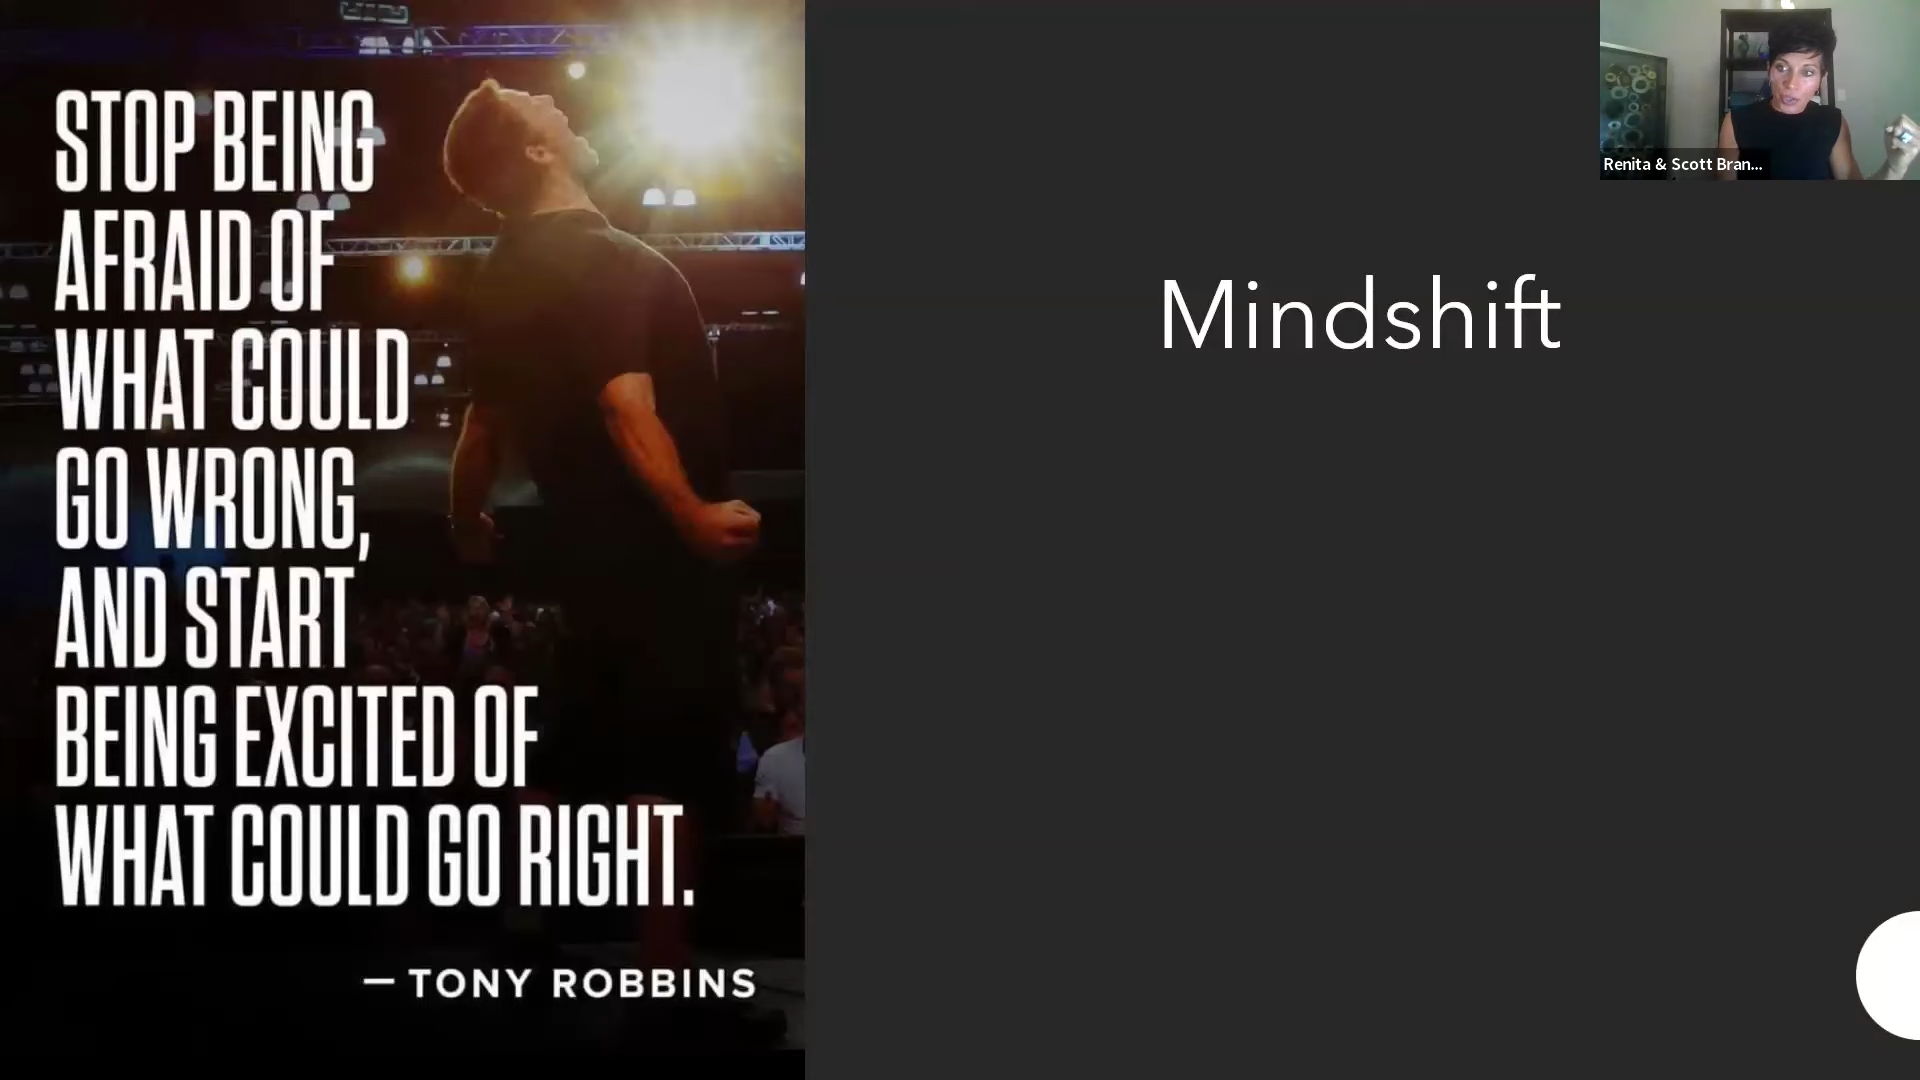 STOP BEING
AFRAID OF
WHAT COULD
GO WRONG,
AND START
BEING EXCITED OF
WHAT COULD GO RIGHT.
— TONY ROBBINS
Mindshift
Renita & Scott Bran...